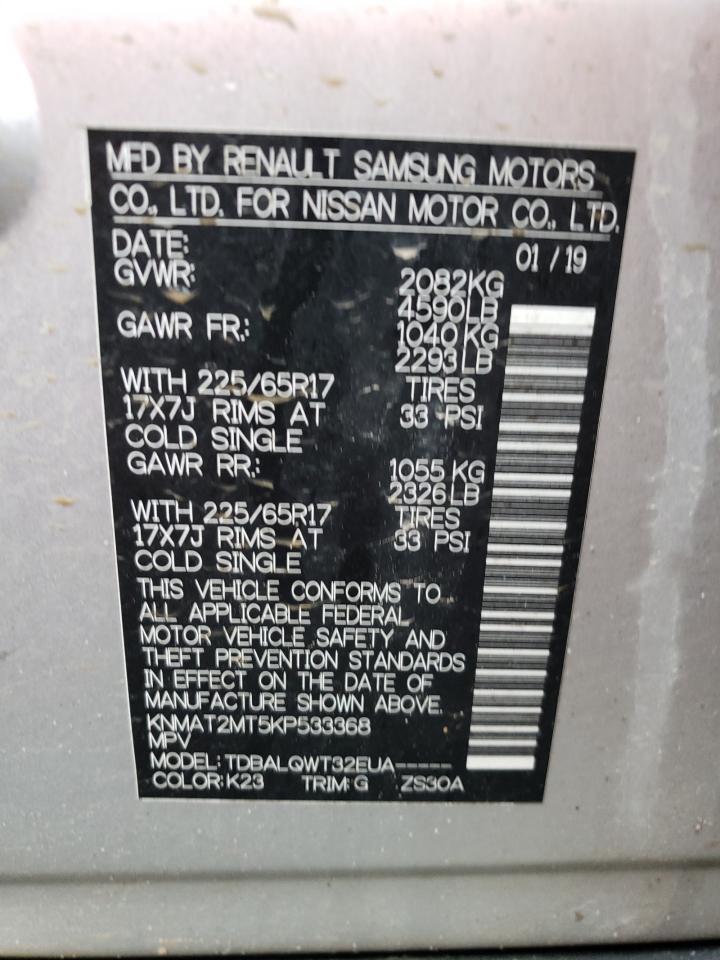 MFD BY RENAULT SAMSUNG MOTORS
CO., LTD. FOR NISSAN MOTOR CO., LTD.
DATE: 01 / 19
GVWR: 2082KG
4590LB
GAWR FR.: 1040 KG
2293 LB
WITH 225/65R17 TIRES
17X7J RIMS AT 33 PSI
COLD SINGLE
GAWR RR.: 1055 KG
2326 LB
WITH 225/65R17 TIRES
17X7J RIMS AT 33 PSI
COLD SINGLE
THIS VEHICLE CONFORMS TO
ALL APPLICABLE FEDERAL
MOTOR VEHICLE SAFETY AND
THEFT PREVENTION STANDARDS
IN EFFECT ON THE DATE OF
MANUFACTURE SHOWN ABOVE.
KNMAT2MT5KP533368
MPV
MODEL: TDBALQWT32EUA-----
COLOR: K23 TRIM: G ZS30A